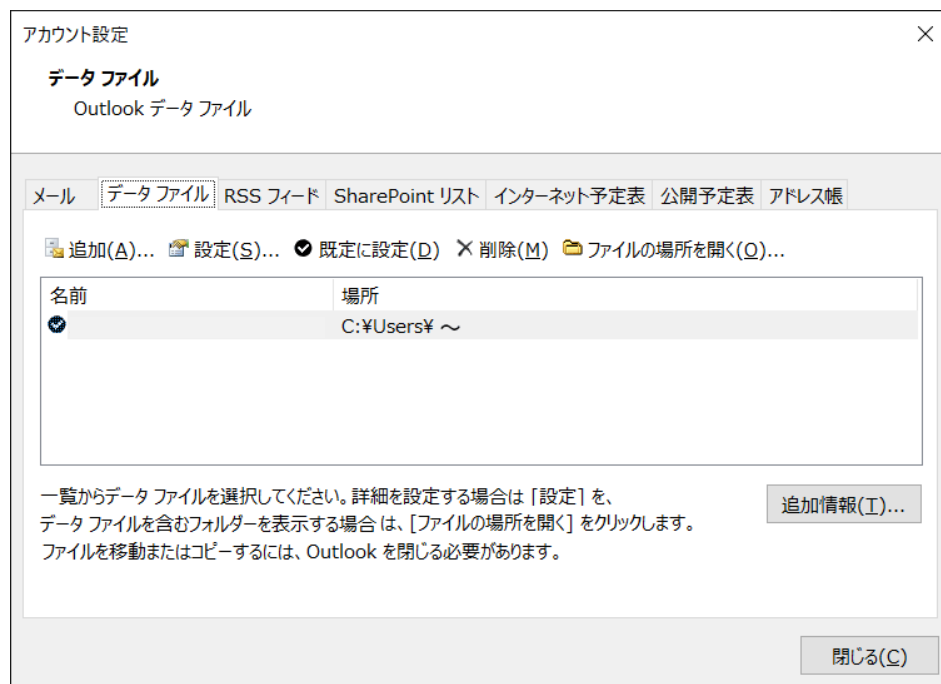 アカウント設定
データ ファイル
Outlook データ ファイル
メール データ ファイル RSS フィード SharePoint リスト インターネット予定表 公開予定表 アドレス帳
追加(A)... 設定(S)... 既定に設定(D) 削除(M) ファイルの場所を開く(O)...
名前 場所
C:¥Users¥ ～
一覧からデータ ファイルを選択してください。詳細を設定する場合は [設定] を、
データ ファイルを含むフォルダーを表示する場合 は、[ファイルの場所を開く] をクリックします。
ファイルを移動またはコピーするには、Outlook を閉じる必要があります。
追加情報(T)...
閉じる(C)